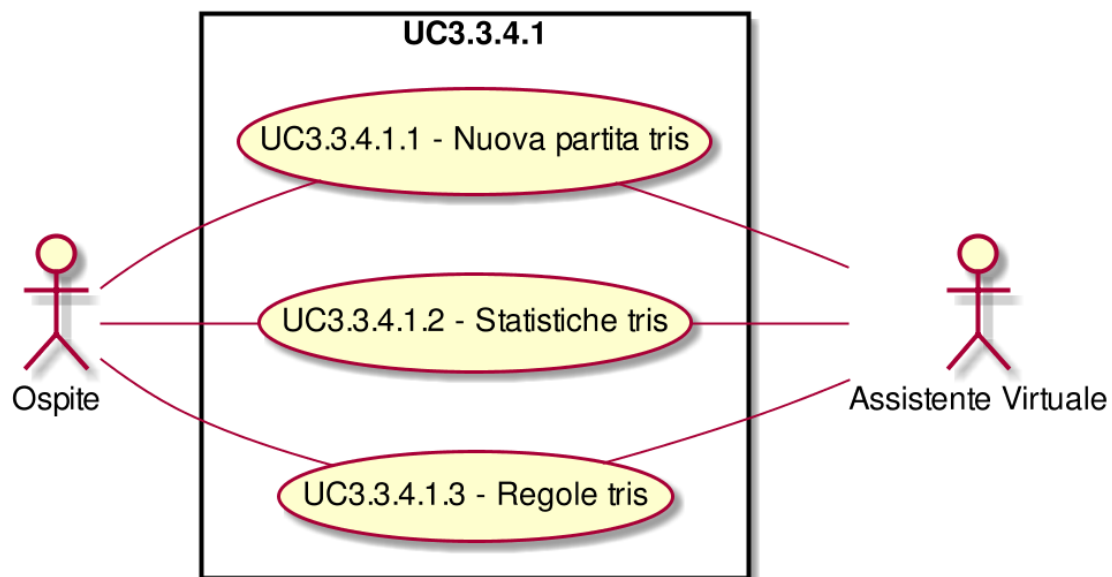 UC3.3.4.1
UC3.3.4.1.1 - Nuova partita tris
UC3.3.4.1.2 - Statistiche tris
Ospite
Assistente Virtuale
UC3.3.4.1.3 - Regole tris